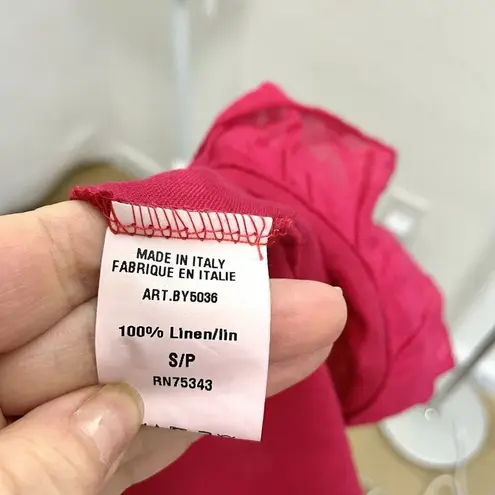 MADE IN ITALY
FABRIQUE EN ITALIE
ART.BY5036
100% Linen/lin
S/P
RN75343